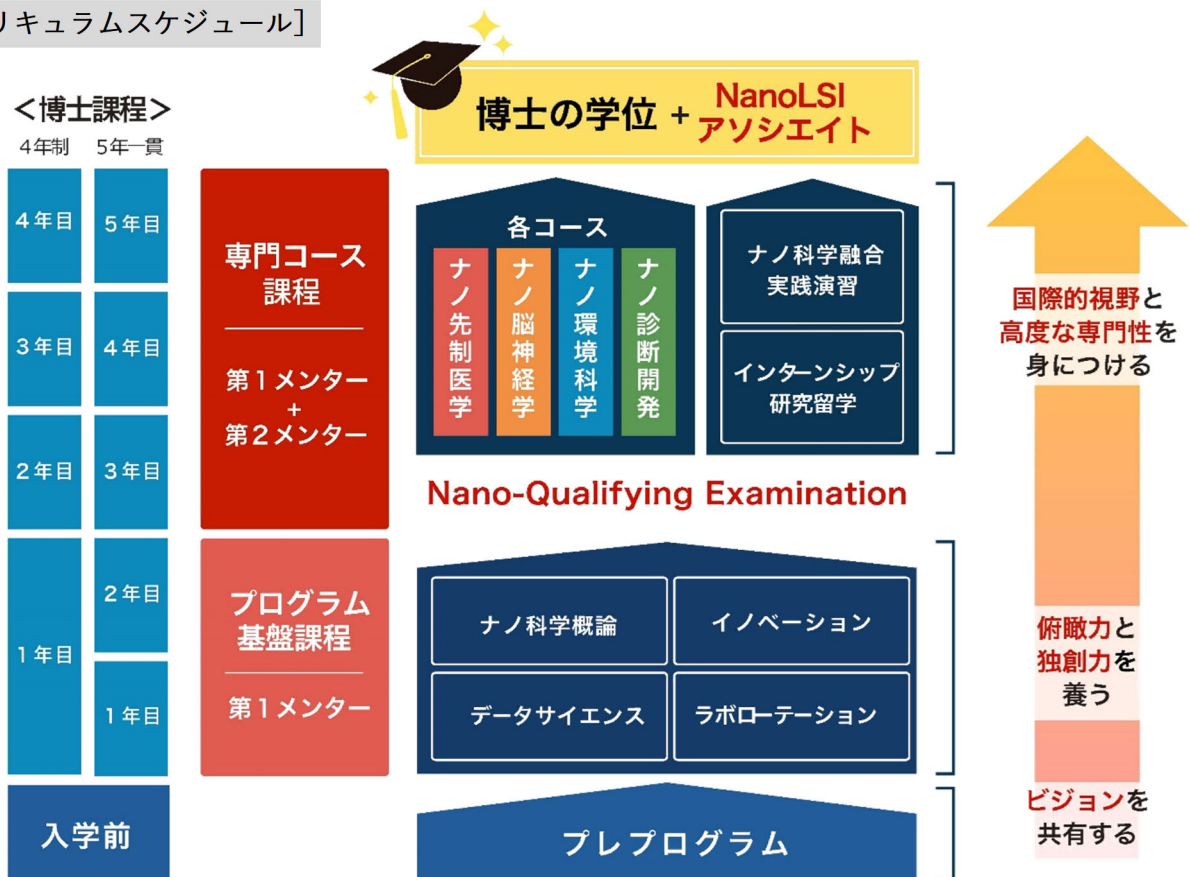 リキュラムスケジュール]
博士の学位 + NanoLSI
アソシエイト
＜博士課程＞
4年制 5年一貫
4年目 5年目
3年目 4年目
2年目 3年目
1年目 2年目
1年目
入学前
専門コース
課程
第1メンター
+
第2メンター
プログラム
基盤課程
第1メンター
各コース
ナノ先制医学
ナノ脳神経学
ナノ環境科学
ナノ診断開発
ナノ科学融合
実践演習
インターンシップ
研究留学
Nano-Qualifying Examination
ナノ科学概論
イノベーション
データサイエンス
ラボローテーション
プレプログラム
国際的視野と
高度な専門性を
身につける
俯瞰力と
独創力を
養う
ビジョンを
共有する